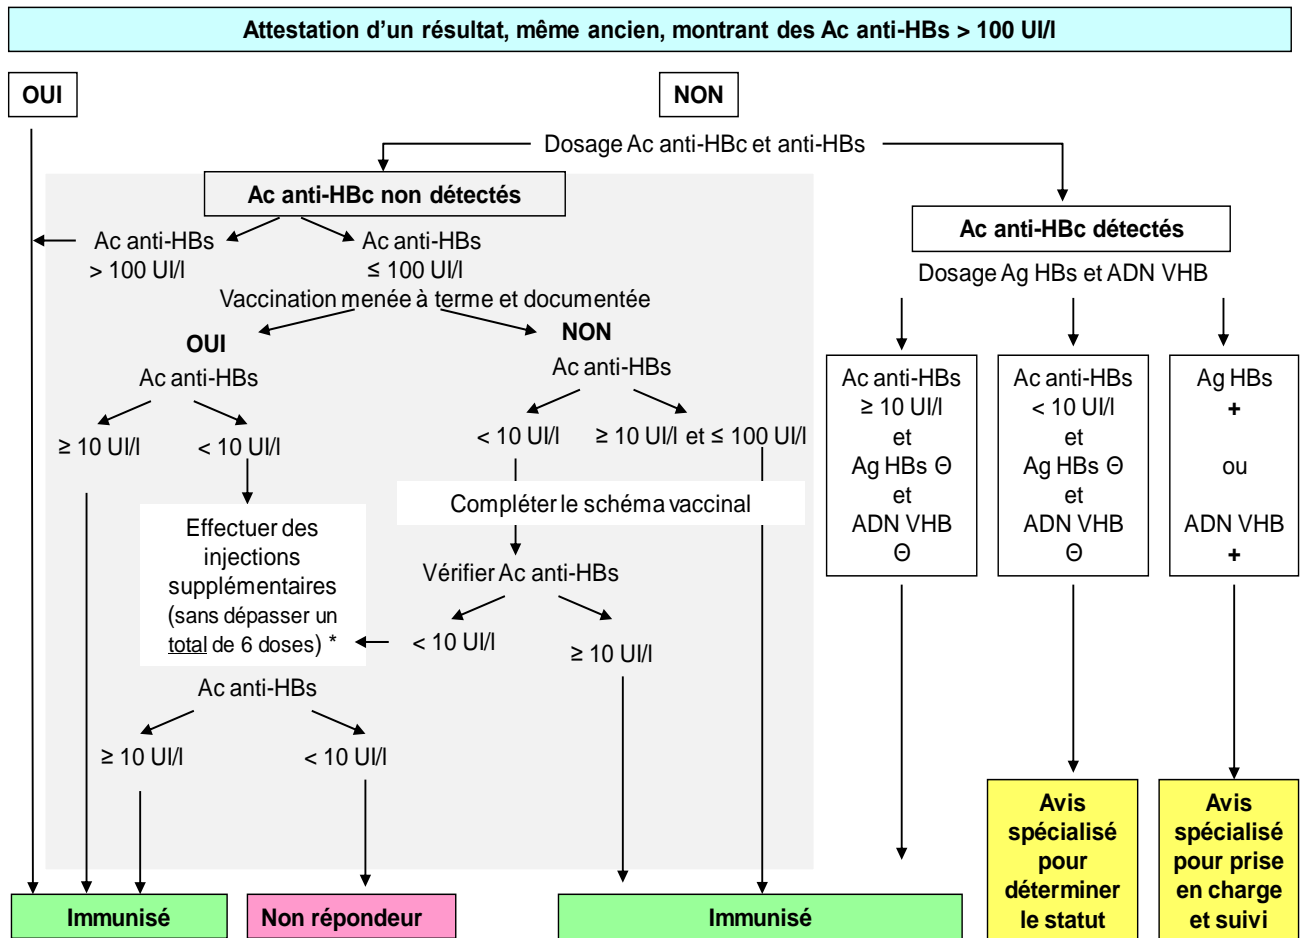 Attestation d'un résultat, même ancien, montrant des Ac anti-HBs > 100 UI/l
OUI
NON
Dosage Ac anti-HBc et anti-HBs
Ac anti-HBc non détectés
Ac anti-HBs
> 100 UI/l
Ac anti-HBs
≤ 100 UI/l
Vaccination menée à terme et documentée
OUI
Ac anti-HBs
≥ 10 UI/l
< 10 UI/l
Effectuer des
injections
supplémentaires
(sans dépasser un
total de 6 doses) *
Ac anti-HBs
≥ 10 UI/l
< 10 UI/l
NON
Ac anti-HBs
< 10 UI/l
≥ 10 UI/l et ≤ 100 UI/l
Compléter le schéma vaccinal
Vérifier Ac anti-HBs
< 10 UI/l
≥ 10 UI/l
Ac anti-HBc détectés
Dosage Ag HBs et ADN VHB
Ac anti-HBs
≥ 10 UI/l
et
Ag HBs Θ
et
ADN VHB
Θ
Ac anti-HBs
< 10 UI/l
et
Ag HBs Θ
et
ADN VHB
Θ
Ag HBs
+
ou
ADN VHB
+
Immunisé
Non répondeur
Immunisé
Avis
spécialisé
pour
déterminer
le statut
Avis
spécialisé
pour prise
en charge
et suivi